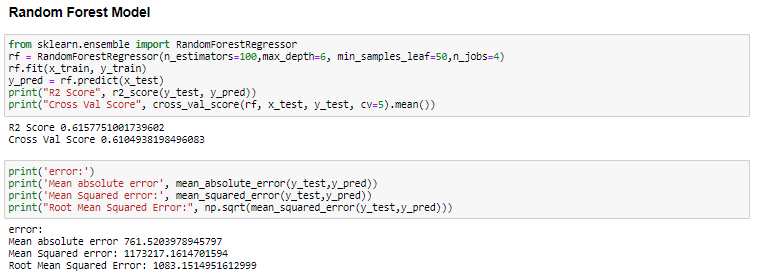 Random Forest Model
from sklearn.ensemble import RandomForestRegressor
rf = RandomForestRegressor(n_estimators=100,max_depth=6, min_samples_leaf=50,n_jobs=4)
rf.fit(x_train, y_train)
y_pred = rf.predict(x_test)
print("R2 Score", r2_score(y_test, y_pred))
print("Cross Val Score", cross_val_score(rf, x_test, y_test, cv=5).mean())
R2 Score 0.6157751001739602
Cross Val Score 0.6104938198496083
print('error:')
print('Mean absolute error', mean_absolute_error(y_test,y_pred))
print('Mean Squared error:', mean_squared_error(y_test,y_pred))
print("Root Mean Squared Error:", np.sqrt(mean_squared_error(y_test,y_pred)))
error:
Mean absolute error 761.5203978945797
Mean Squared error: 1173217.1614701594
Root Mean Squared Error: 1083.1514951612999